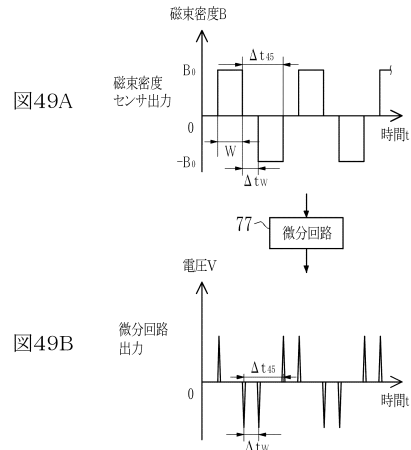 磁束密度B
Δt45
B0
図49A
磁束密度
センサ出力
0
時間t
W
-B0
ΔtW
77
微分回路
電圧V
図49B
微分回路
出力
Δt45
0
時間t
ΔtW